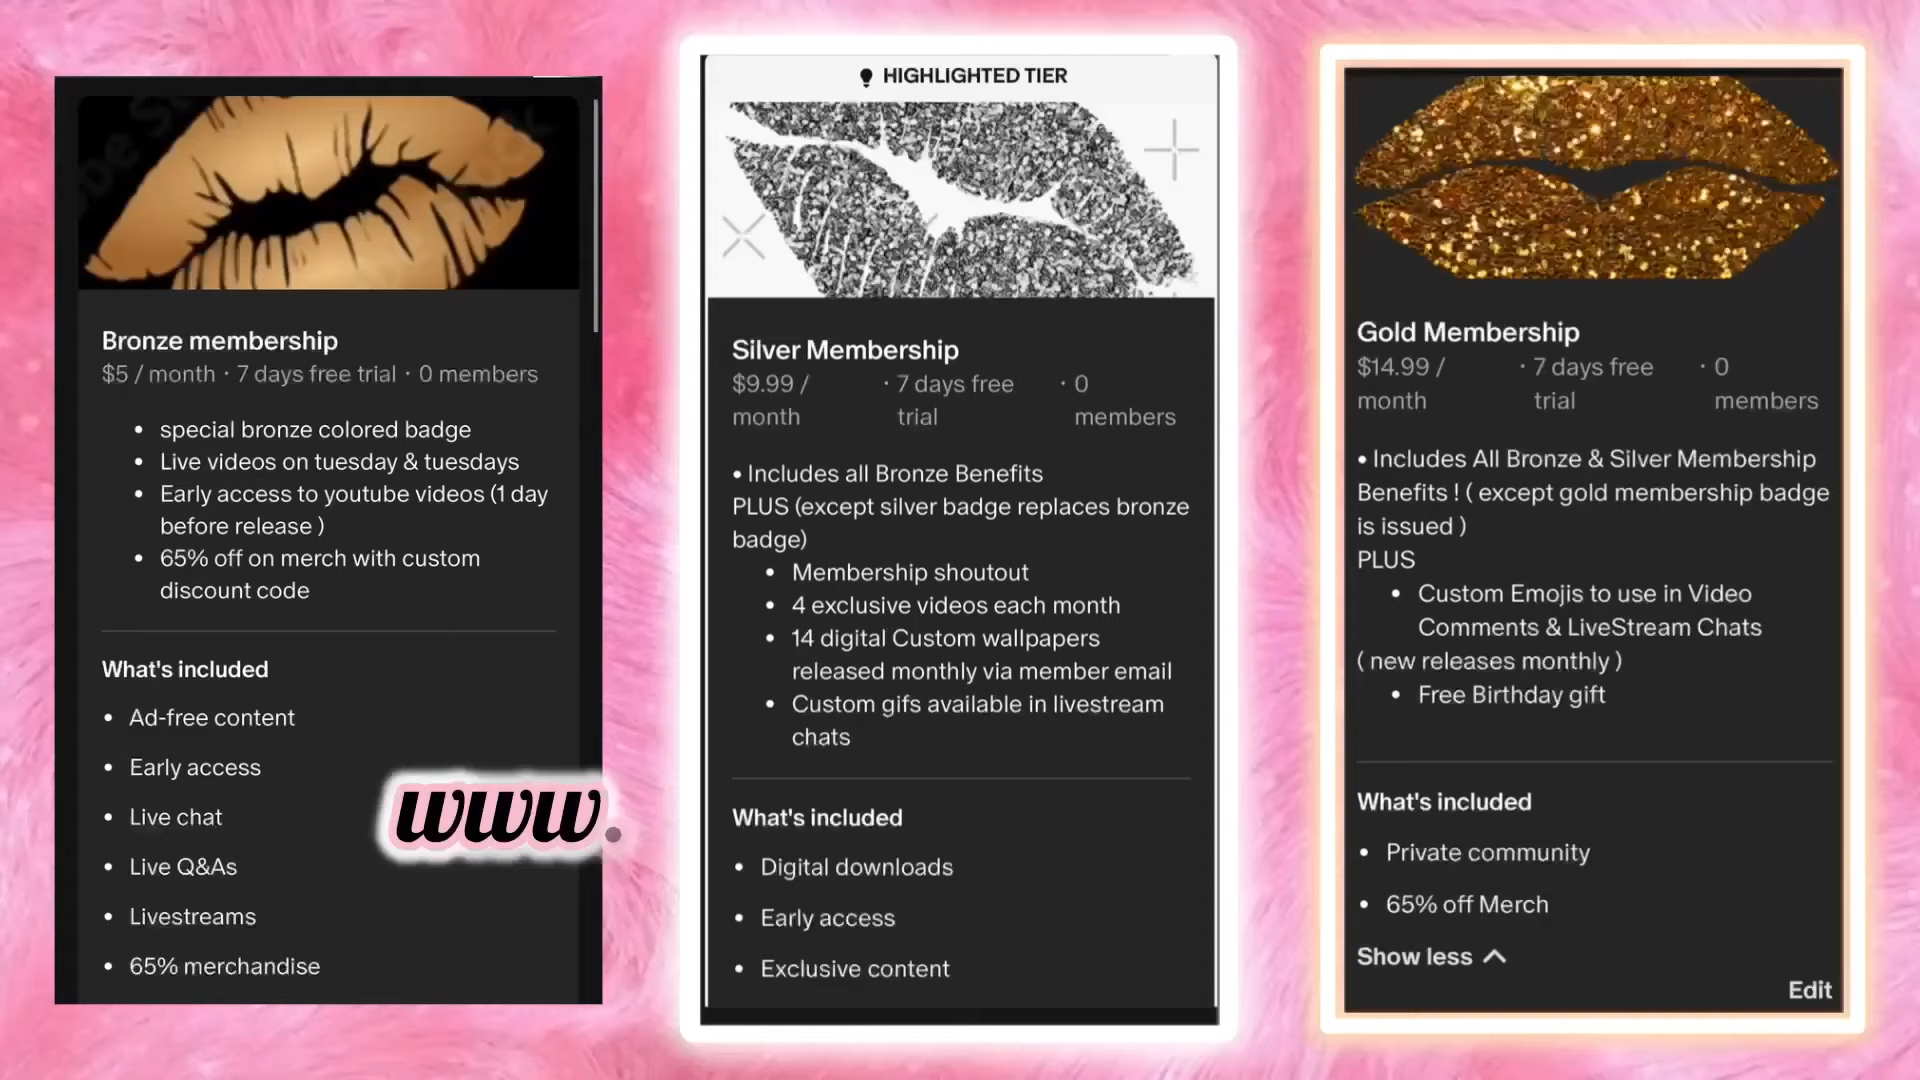 Bronze membership
$5 / month · 7 days free trial · 0 members
• special bronze colored badge
• Live videos on tuesday & tuesdays
• Early access to youtube videos (1 day
before release )
• 65% off on merch with custom
discount code
What's included
• Ad-free content
• Early access
• Live chat
• Live Q&As
• Livestreams
• 65% merchandise
www.
HIGHLIGHTED TIER
Silver Membership
$9.99 / · 7 days free · 0
month trial members
• Includes all Bronze Benefits
PLUS (except silver badge replaces bronze
badge)
• Membership shoutout
• 4 exclusive videos each month
• 14 digital Custom wallpapers
released monthly via member email
• Custom gifs available in livestream
chats
What's included
• Digital downloads
• Early access
• Exclusive content
Gold Membership
$14.99 / · 7 days free · 0
month trial members
• Includes All Bronze & Silver Membership
Benefits ! ( except gold membership badge
is issued )
PLUS
• Custom Emojis to use in Video
Comments & LiveStream Chats
( new releases monthly )
• Free Birthday gift
What's included
• Private community
• 65% off Merch
Show less
Edit